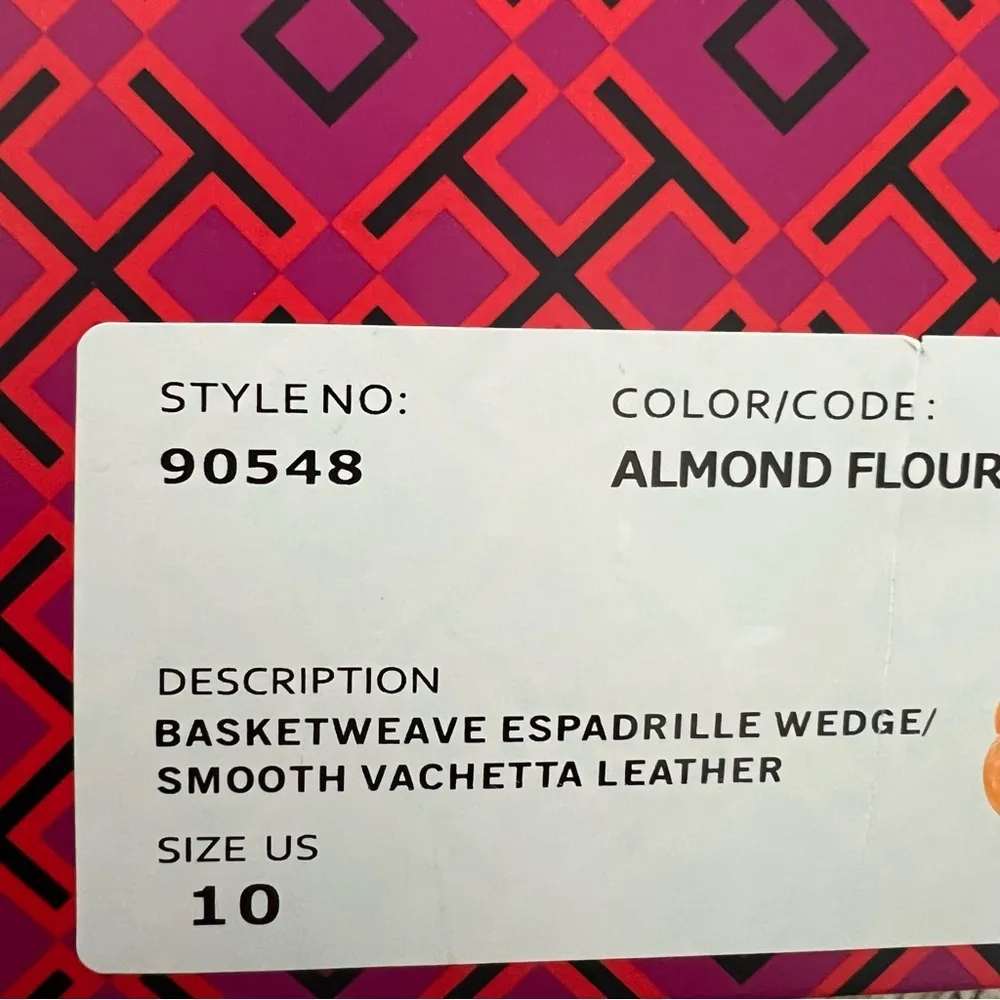 STYLE NO:
90548
COLOR/CODE:
ALMOND FLOUR
DESCRIPTION
BASKETWEAVE ESPADRILLE WEDGE/
SMOOTH VACHETTA LEATHER
SIZE US
10